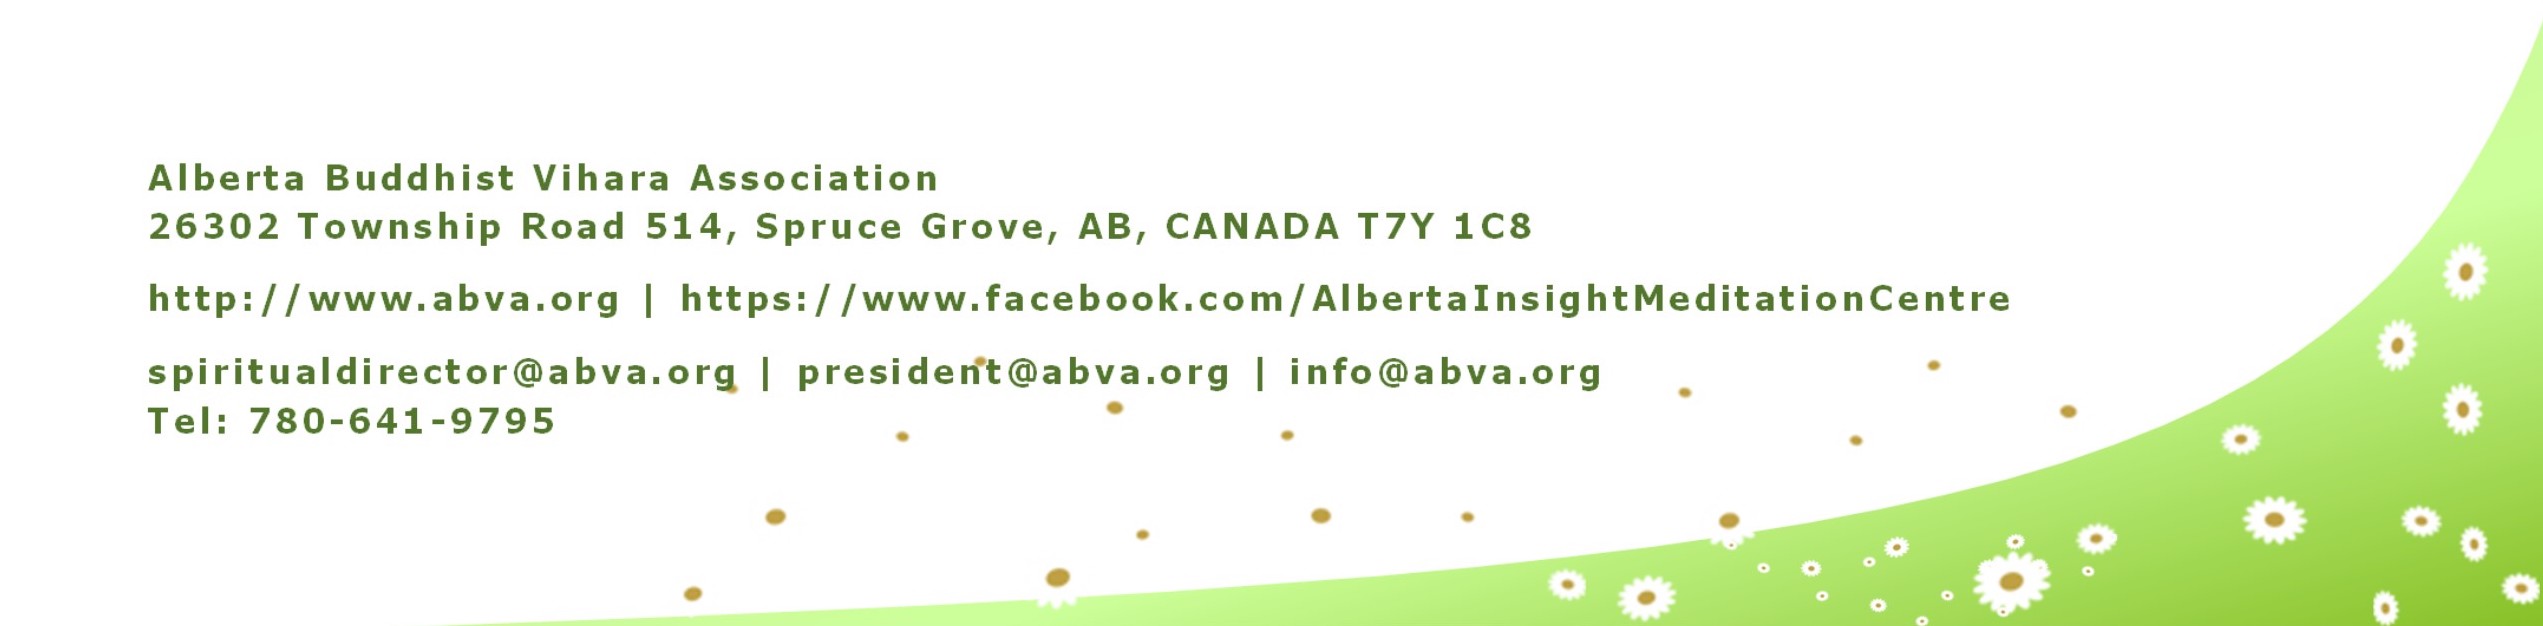 Alberta Buddhist Vihara Association
26302 Township Road 514, Spruce Grove, AB, CANADA T7Y 1C8
http://www.abva.org | https://www.facebook.com/AlbertaInsightMeditationCentre
spiritualdirector@abva.org | president@abva.org | info@abva.org
Tel: 780-641-9795